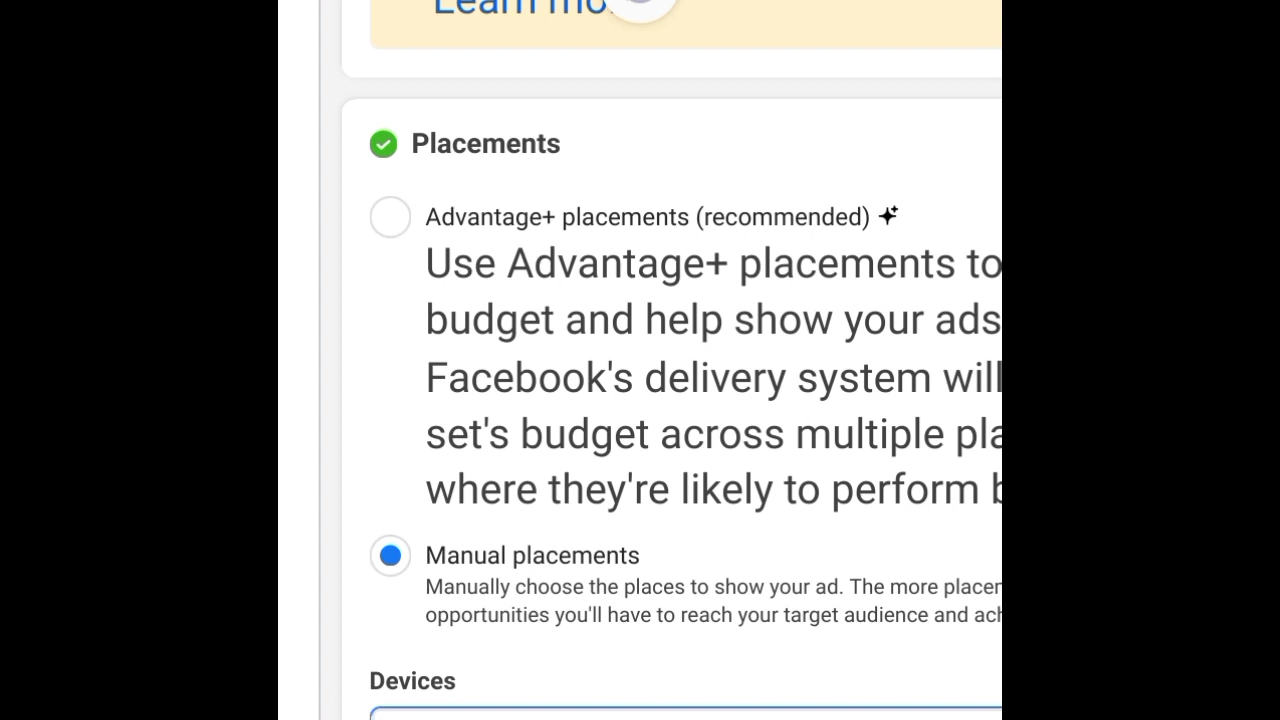 Learn mo
Placements
Advantage+ placements (recommended)
Use Advantage+ placements to
budget and help show your ads
Facebook's delivery system will
set's budget across multiple pla
where they're likely to perform b
Manual placements
Manually choose the places to show your ad. The more placen
opportunities you'll have to reach your target audience and ach
Devices